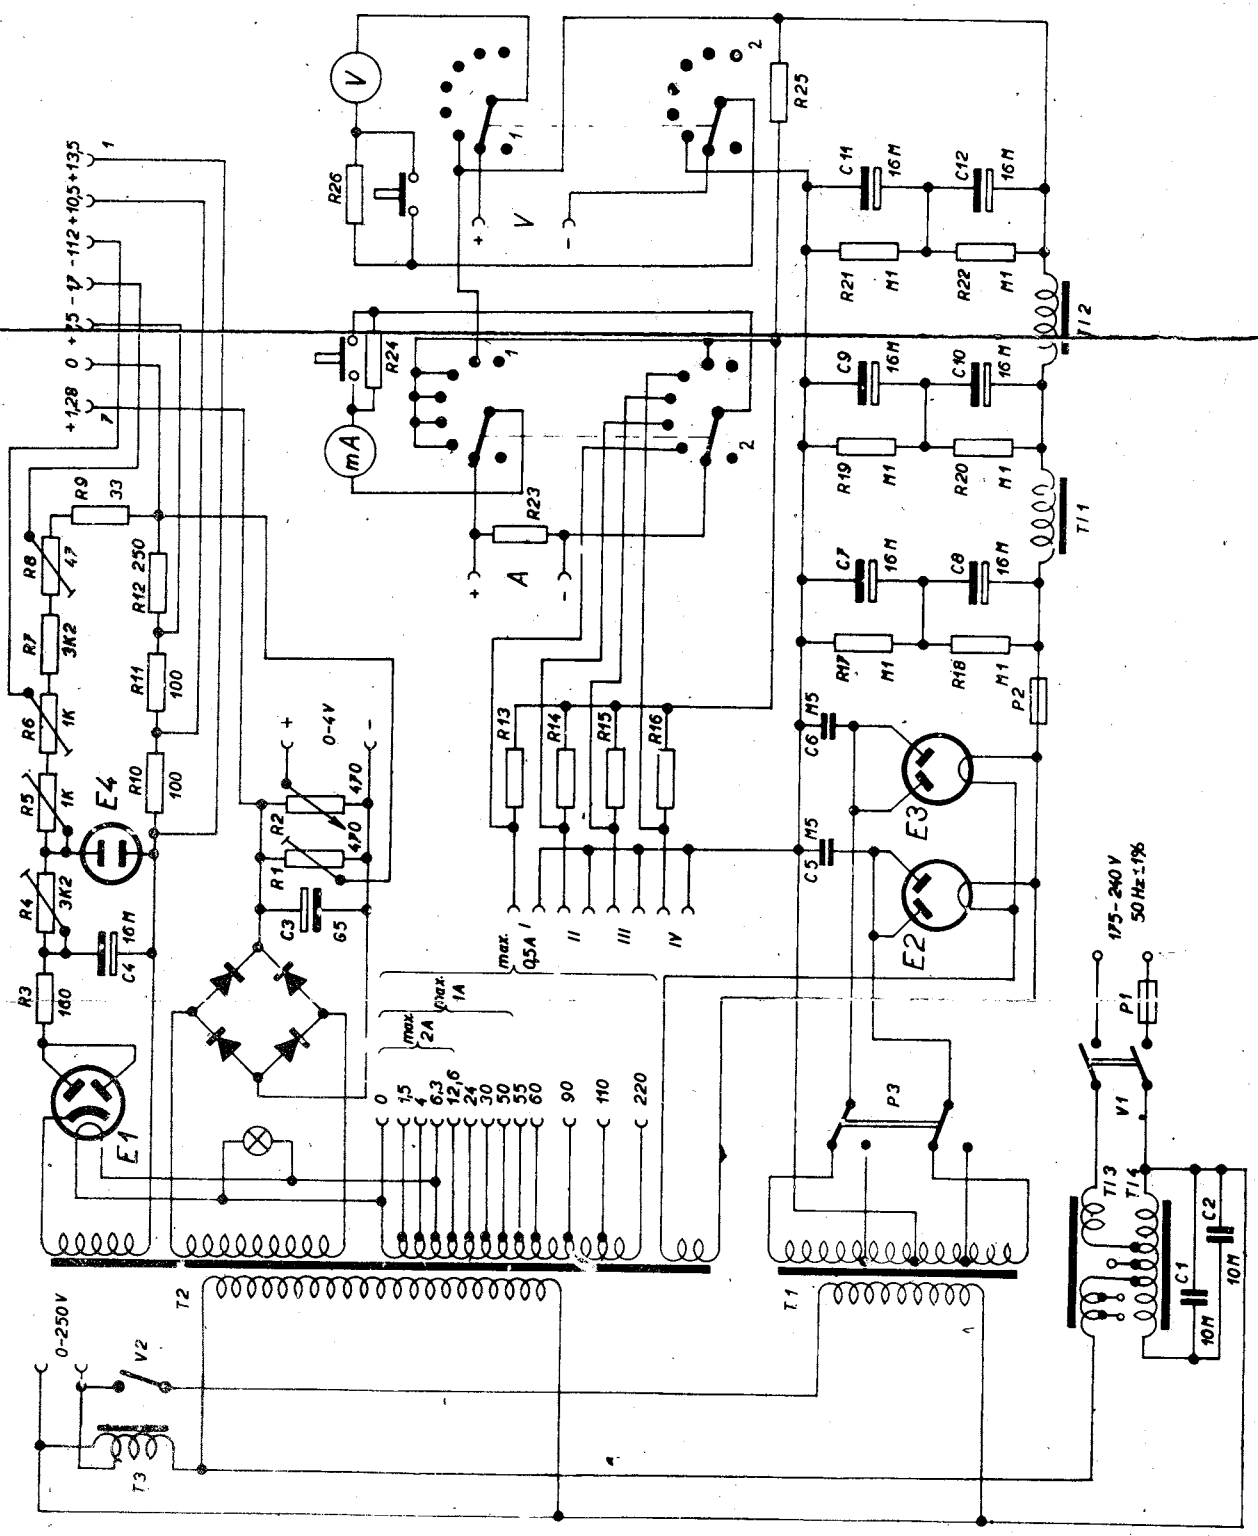 0-250V
V2
T3
T2
T1
E1
R3
160
C4
16M
R4
3K2
R5
1K
E4
R6
1K
R7
3K2
R8
47
R9
33
R10
100
R11
100
R12 250
+1,28
0
-17
-112
+10,5
+13,5
7
1
C3
G5
R1
470
R2
470
0-4V
+
-
0
1,5
4
6,3
12,6
24
30
50
55
60
90
110
220
max.
2A
max.
1A
max.
0,5A
I
II
III
IV
R13
R14
R15
R16
+
A
-
R23
mA
R24
1
2
V
R26
+
V
-
1
2
R25
C5 M5
C6 M5
E2
E3
P3
P2
R17
M1
R18
M1
C7
16M
C8
16M
Tl1
R19
M1
R20
M1
C9
16M
C10
16M
Tl2
R21
M1
R22
M1
C11
16M
C12
16M
175-240V
50Hz±1%
P1
V1
Tl3
Tl4
C1
10M
C2
10M